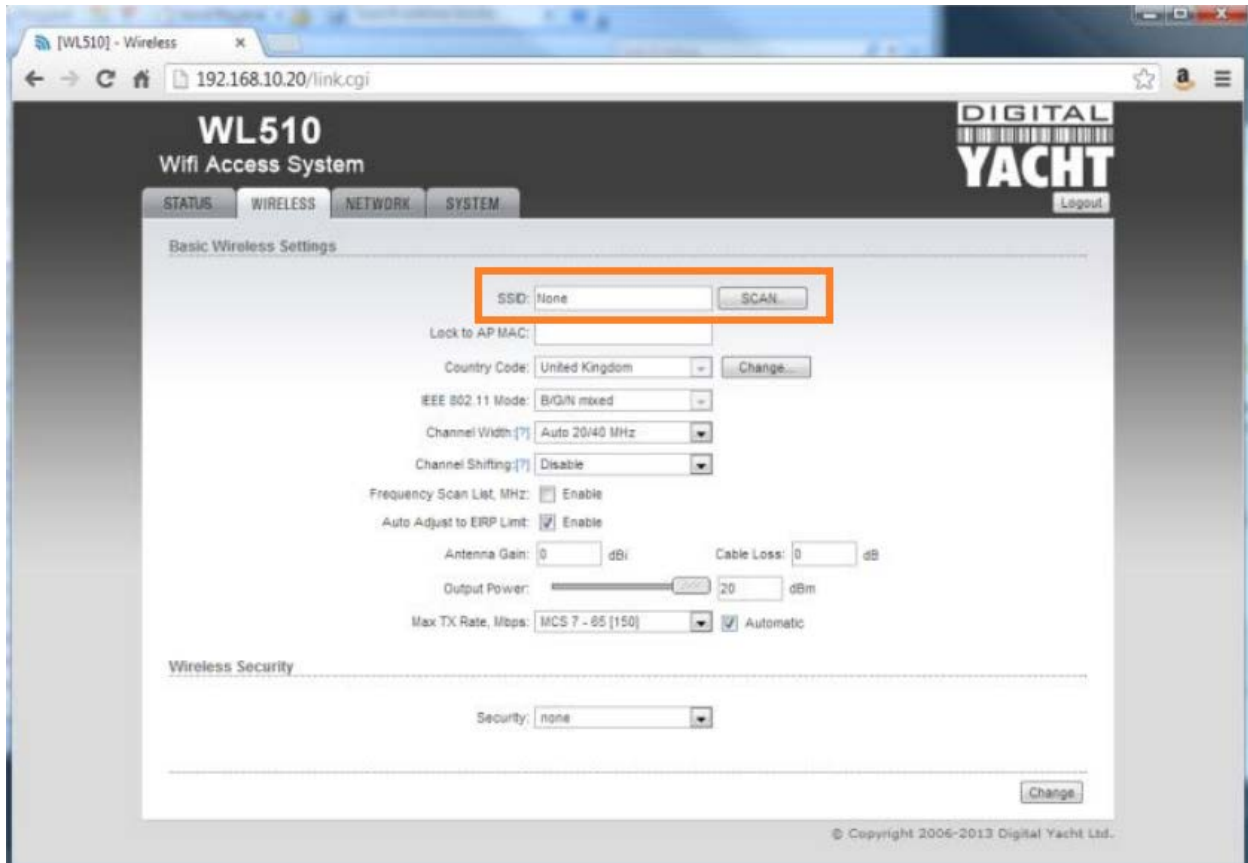 [WL510] - Wireless
192.168.10.20/link.cgi
WL510
Wifi Access System
DIGITAL
YACHT
STATUS WIRELESS NETWORK SYSTEM
Logout
Basic Wireless Settings
SSID: None SCAN...
Lock to AP MAC:
Country Code: United Kingdom Change...
IEEE 802.11 Mode: B/G/N mixed
Channel Width:[?] Auto 20/40 MHz
Channel Shifting:[?] Disable
Frequency Scan List, MHz: Enable
Auto Adjust to EIRP Limit: Enable
Antenna Gain: 0 dBi Cable Loss: 0 dB
Output Power: 20 dBm
Max TX Rate, Mbps: MCS 7 - 65 [150] Automatic
Wireless Security
Security: none
Change
© Copyright 2006-2013 Digital Yacht Ltd.